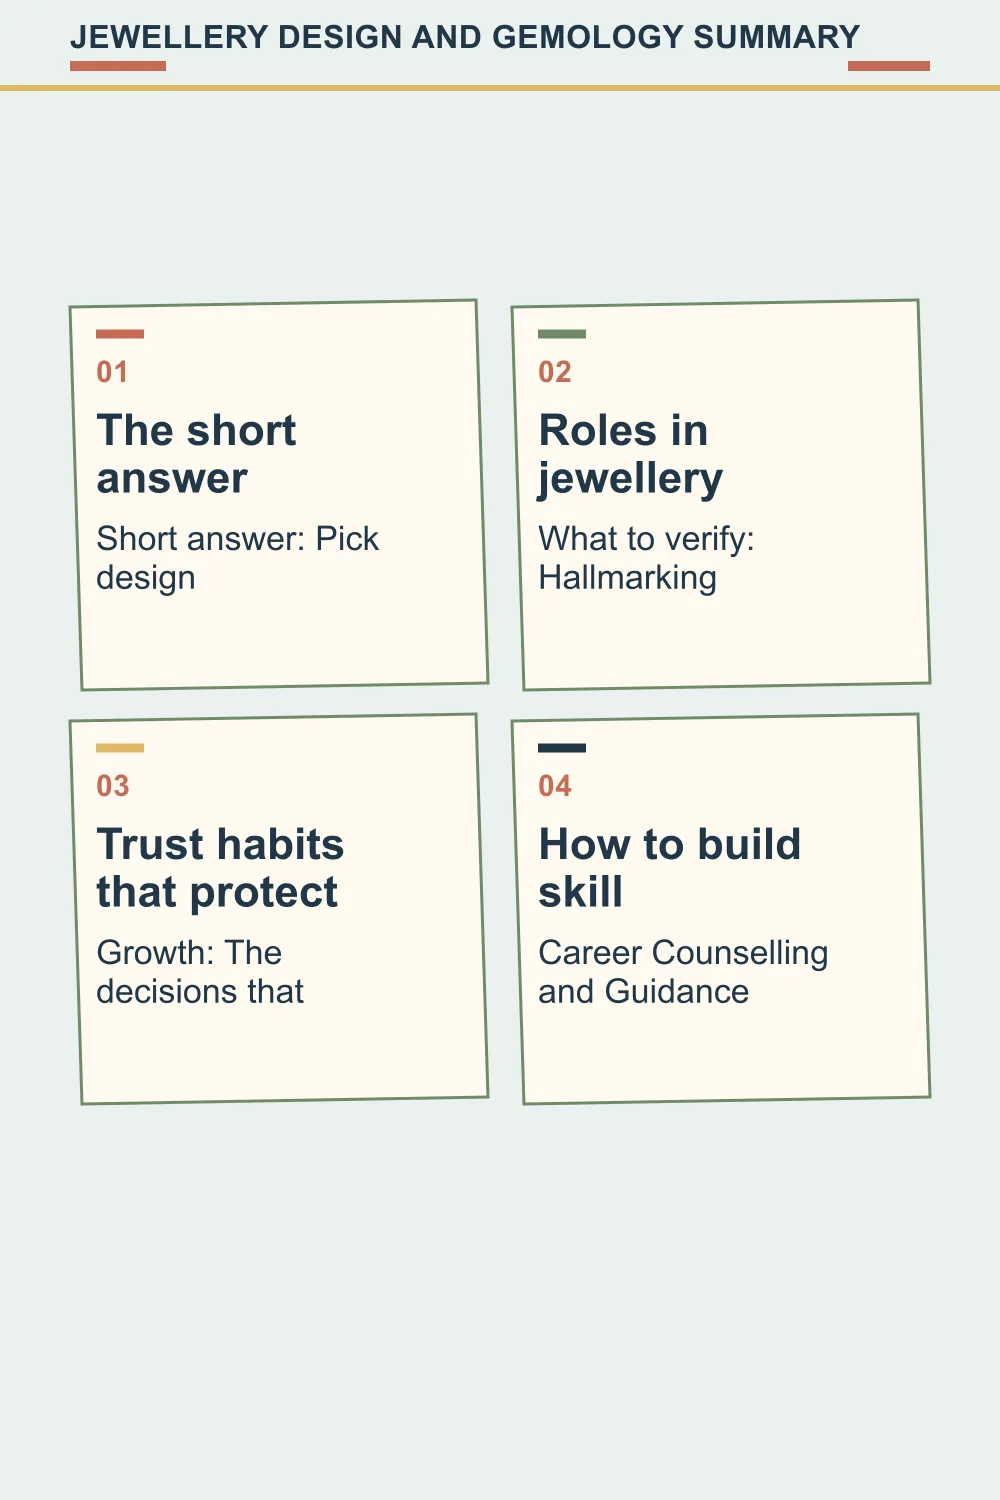 JEWELLERY DESIGN AND GEMOLOGY SUMMARY
01
The short
answer
Short answer: Pick
design
02
Roles in
jewellery
What to verify:
Hallmarking
03
Trust habits
that protect
Growth: The
decisions that
04
How to build
skill
Career Counselling
and Guidance